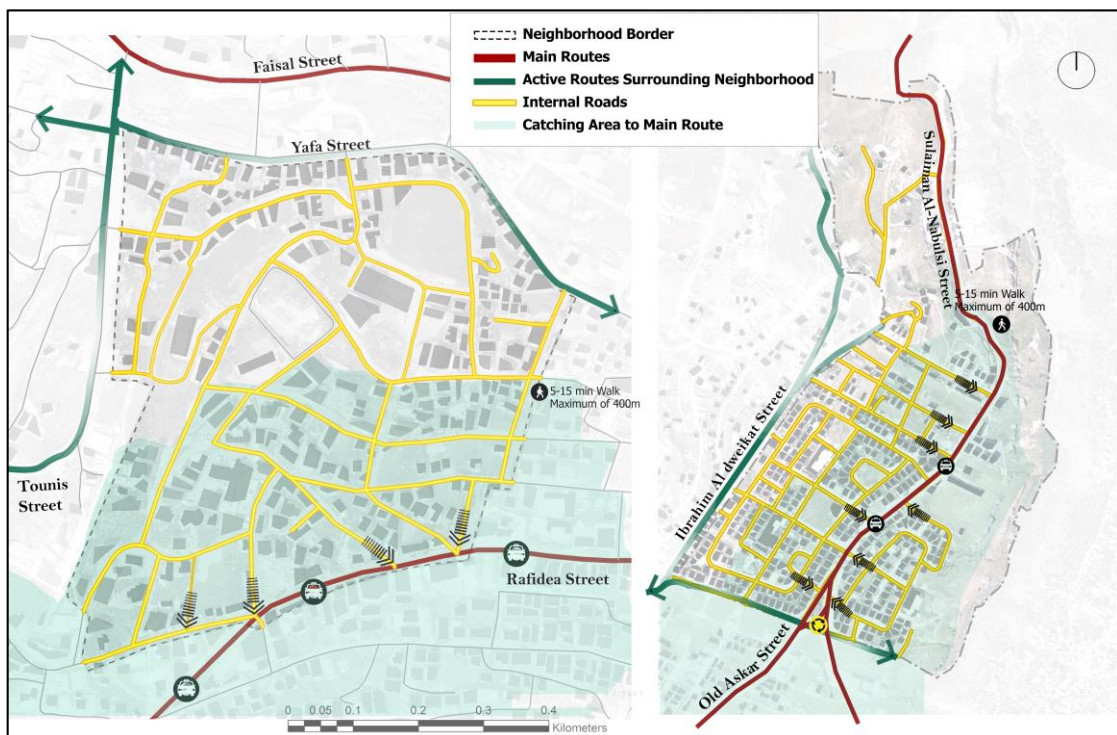 Neighborhood Border
Main Routes
Active Routes Surrounding Neighborhood
Internal Roads
Catching Area to Main Route
Faisal Street
Yafa Street
5-15 min Walk
Maximum of 400m
Tounis
Street
Rafidea Street
0 0.05 0.1 0.2 0.3 0.4
Kilometers
Sulaiman Al-Nabulsi Street
5-15 min Walk
Maximum of 400m
Ibrahim Al dweikat Street
Old Askar Street